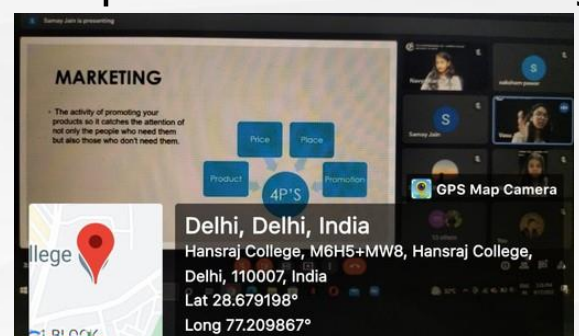 Samay Jain is presenting
MARKETING
• The activity of promoting your
products so it catches the attention of
not only the people who need them
but also those who don't need them.
Product
Price
Place
Promotion
4P'S
S
saksham pawar
S
Samay Jain
You
GPS Map Camera
llege
Delhi, Delhi, India
Hansraj College, M6H5+MW8, Hansraj College,
Delhi, 110007, India
Lat 28.679198°
Long 77.209867°